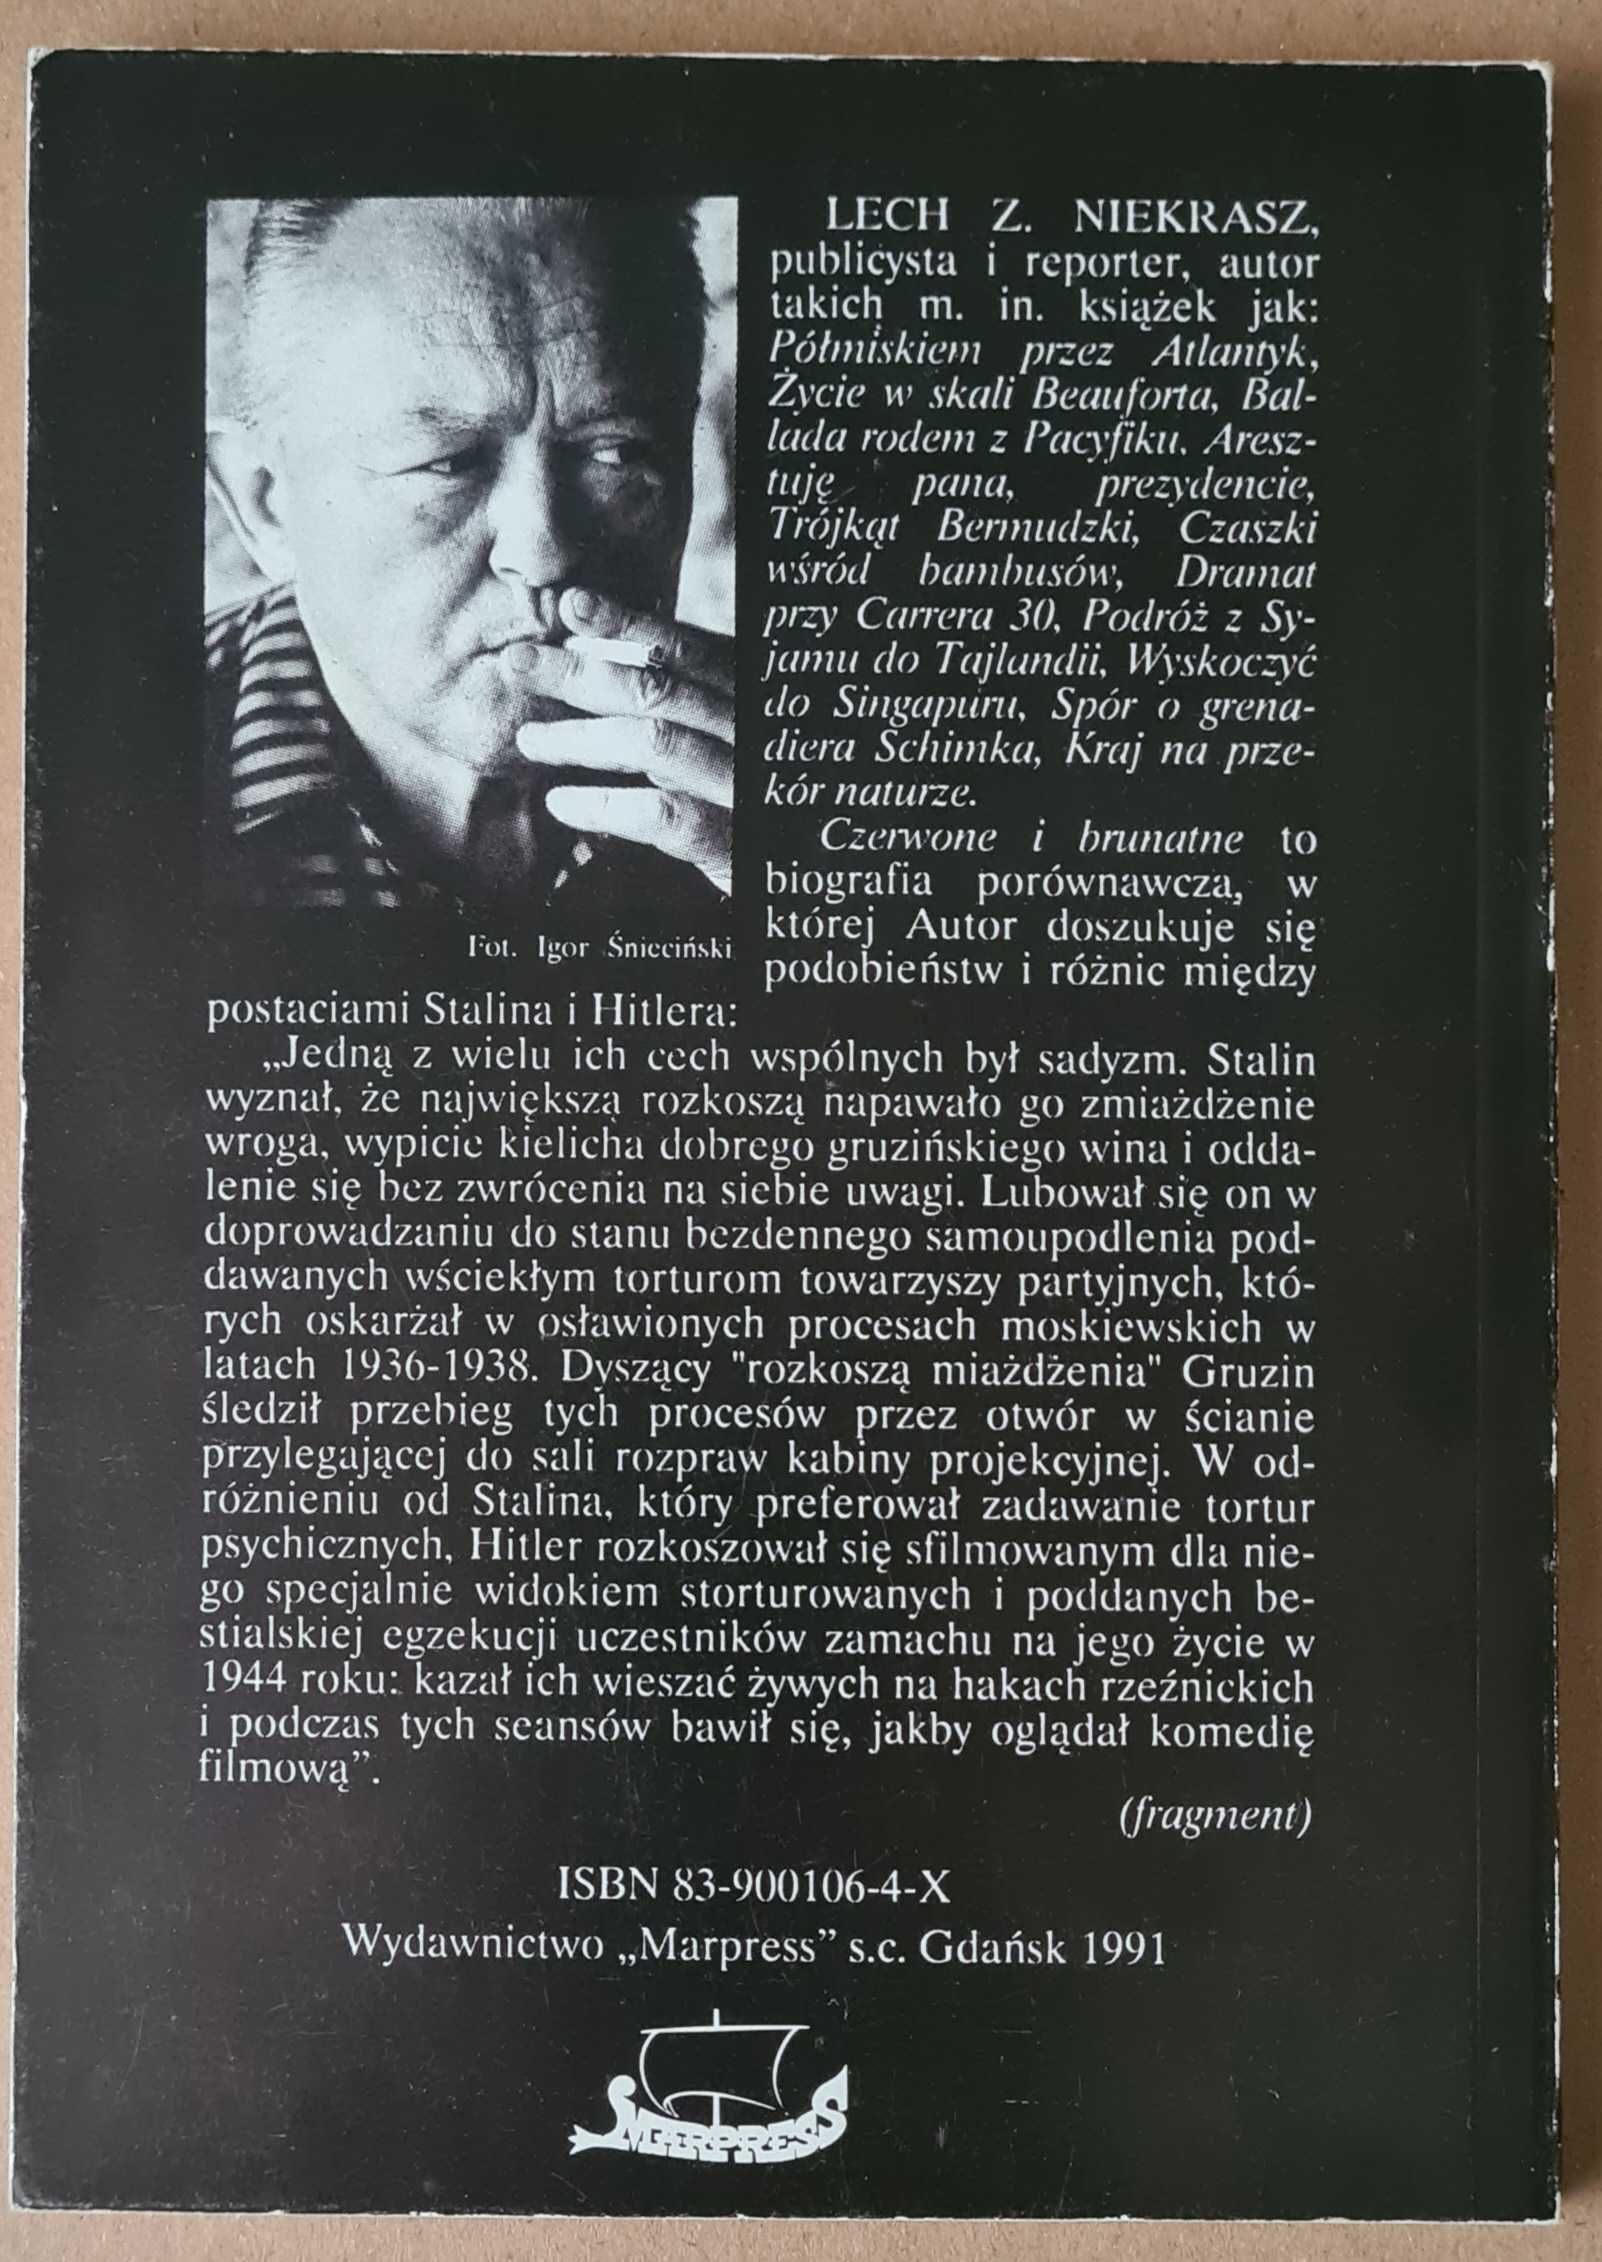 LECH Z. NIEKRASZ,
publicysta i reporter, autor
takich m. in. książek jak:
Półmiskiem przez Atlantyk,
Życie w skali Beauforta, Bal-
lada rodem z Pacyfiku, Aresz-
tuję pana, prezydencie,
Trójkąt Bermudzki, Czaszki
wśród bambusów, Dramat
przy Carrera 30, Podróż z Sy-
jamu do Tajlandii, Wyskoczyć
do Singapuru, Spór o grena-
diera Schimka, Kraj na prze-
kór naturze.
Czerwone i brunatne to
biografia porównawcza, w
której Autor doszukuje się
podobieństw i różnic między
Fot. Igor Śnieciński
postaciami Stalina i Hitlera:
„Jedną z wielu ich cech wspólnych był sadyzm. Stalin
wyznał, że największą rozkoszą napawało go zmiażdżenie
wroga, wypicie kielicha dobrego gruzińskiego wina i odda-
lenie się bez zwrócenia na siebie uwagi. Lubował się on w
doprowadzaniu do stanu bezdennego samoupodlenia pod-
dawanych wściekłym torturom towarzyszy partyjnych, któ-
rych oskarżał w osławionych procesach moskiewskich w
latach 1936-1938. Dyszący "rozkoszą miażdżenia" Gruzin
śledził przebieg tych procesów przez otwór w ścianie
przylegającej do sali rozpraw kabiny projekcyjnej. W od-
różnieniu od Stalina, który preferował zadawanie tortur
psychicznych, Hitler rozkoszował się sfilmowanym dla nie-
go specjalnie widokiem storturowanych i poddanych be-
stialskiej egzekucji uczestników zamachu na jego życie w
1944 roku: kazał ich wieszać żywych na hakach rzeźnickich
i podczas tych seansów bawił się, jakby oglądał komedię
filmową”.
(fragment)
ISBN 83-900106-4-X
Wydawnictwo „Marpress” s.c. Gdańsk 1991
MARPRESS